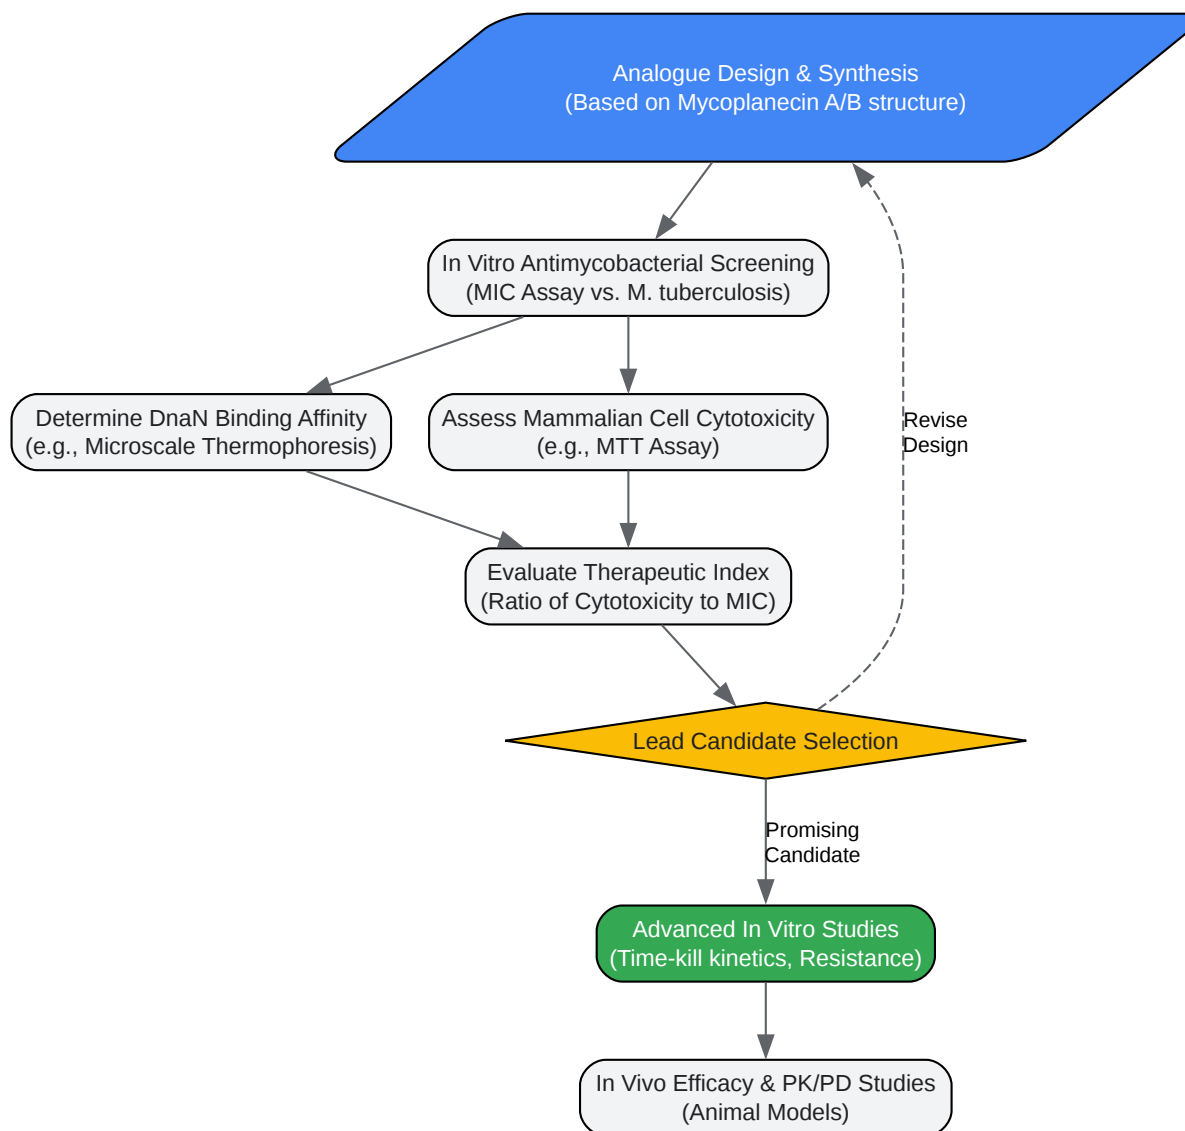 Analogue Design & Synthesis
(Based on Mycoplanecin A/B structure)
In Vitro Antimycobacterial Screening
(MIC Assay vs. M. tuberculosis)
Determine DnaN Binding Affinity
(e.g., Microscale Thermophoresis)
Assess Mammalian Cell Cytotoxicity
(e.g., MTT Assay)
Revise
Design
Evaluate Therapeutic Index
(Ratio of Cytotoxicity to MIC)
Lead Candidate Selection
Promising
Candidate
Advanced In Vitro Studies
(Time-kill kinetics, Resistance)
In Vivo Efficacy & PK/PD Studies
(Animal Models)